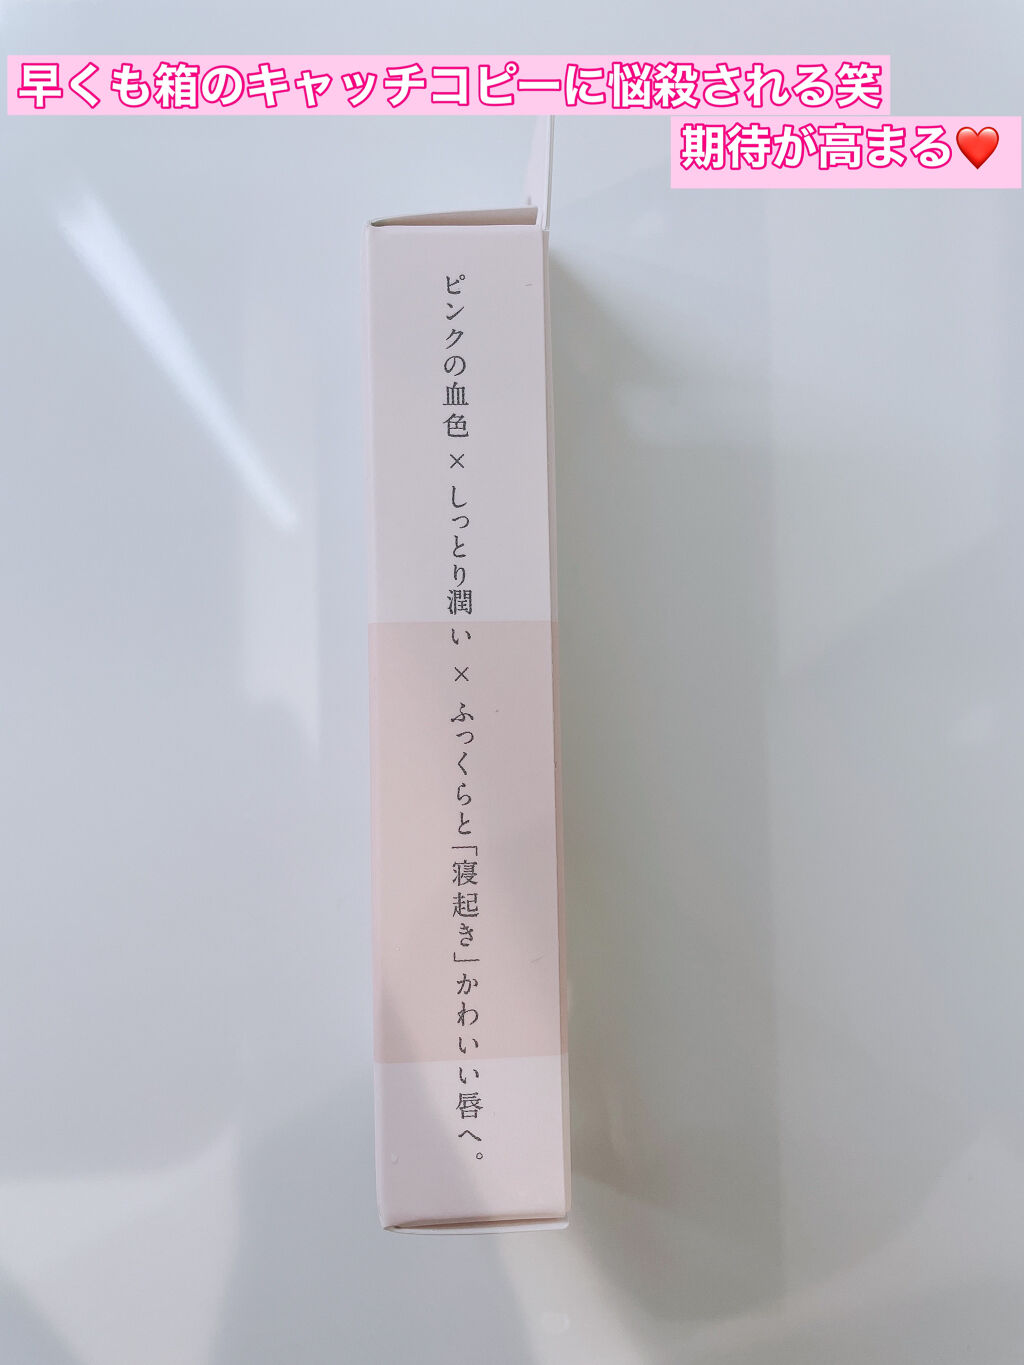 早くも箱のキャッチコピーに悩殺される笑
期待が高まる❤️
ピンクの血色×しっとり潤い×ふっくらと「寝起き」かわいい唇へ。